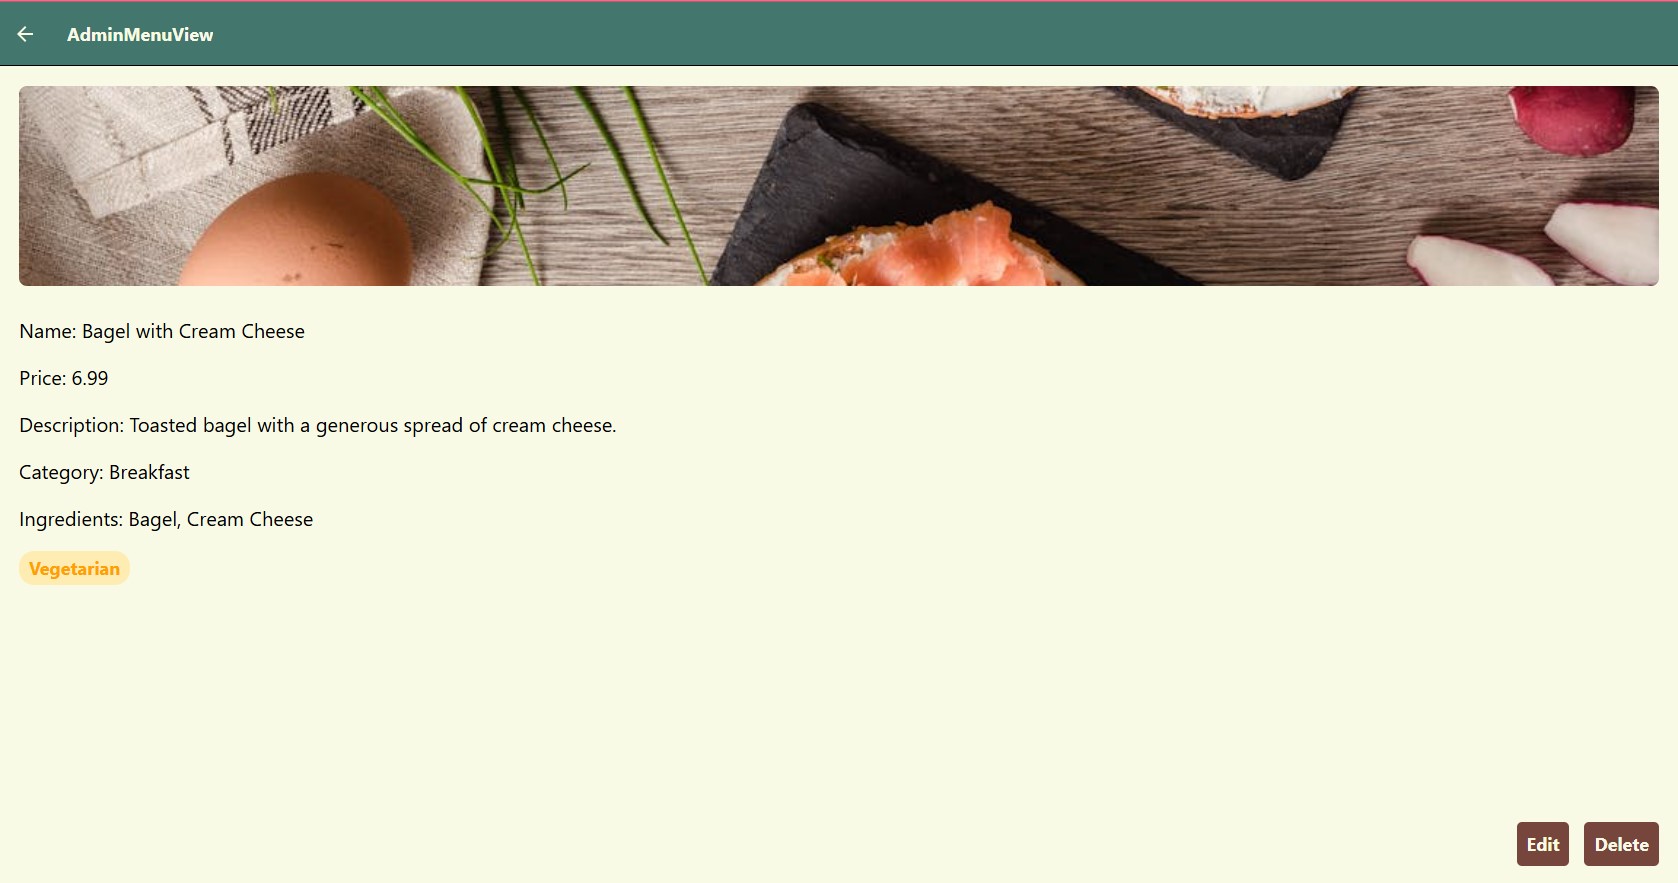 AdminMenuView
Name: Bagel with Cream Cheese
Price: 6.99
Description: Toasted bagel with a generous spread of cream cheese.
Category: Breakfast
Ingredients: Bagel, Cream Cheese
Vegetarian
Edit Delete